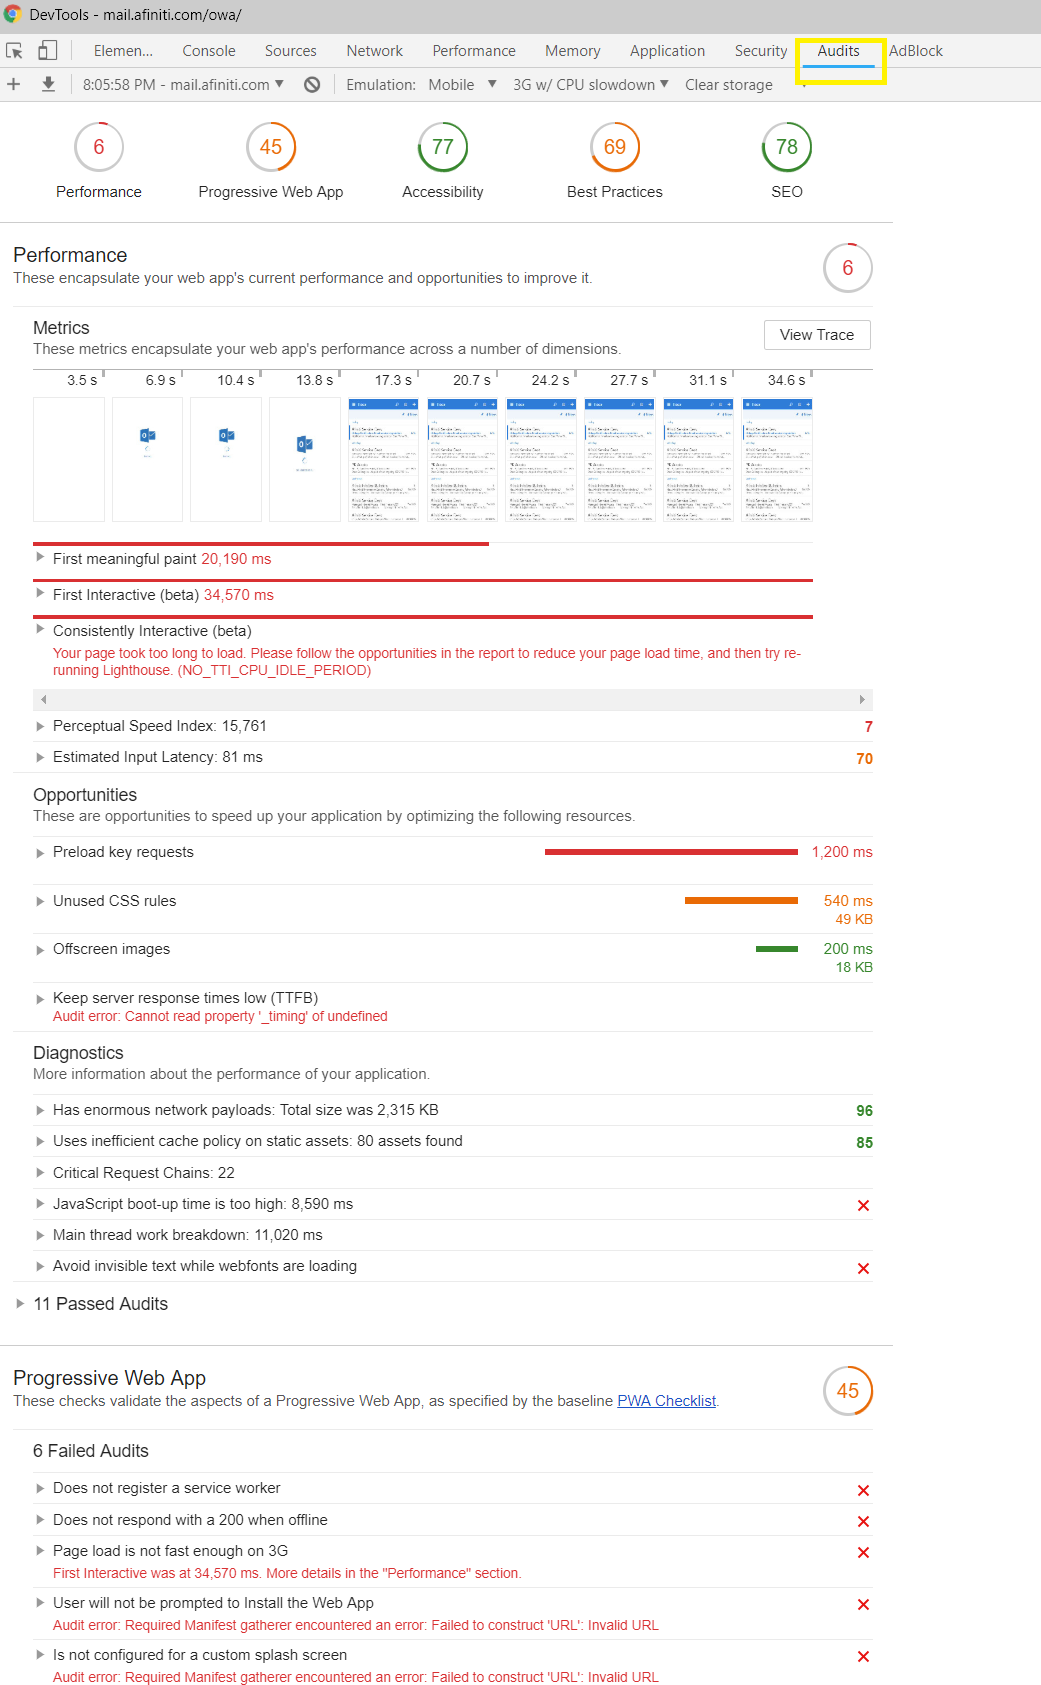 DevTools - mail.afiniti.com/owa/
Elemen... Console Sources Network Performance Memory Application Security Audits AdBlock
8:05:58 PM - mail.afiniti.com Emulation: Mobile 3G w/ CPU slowdown Clear storage
6 45 77 69 78
Performance Progressive Web App Accessibility Best Practices SEO
Performance
These encapsulate your web app's current performance and opportunities to improve it.
6
Metrics
These metrics encapsulate your web app's performance across a number of dimensions.
View Trace
3.5 s 6.9 s 10.4 s 13.8 s 17.3 s 20.7 s 24.2 s 27.7 s 31.1 s 34.6 s
First meaningful paint 20,190 ms
First Interactive (beta) 34,570 ms
Consistently Interactive (beta)
Your page took too long to load. Please follow the opportunities in the report to reduce your page load time, and then try re-
running Lighthouse. (NO_TTI_CPU_IDLE_PERIOD)
Perceptual Speed Index: 15,761 7
Estimated Input Latency: 81 ms 70
Opportunities
These are opportunities to speed up your application by optimizing the following resources.
Preload key requests 1,200 ms
Unused CSS rules 540 ms
49 KB
Offscreen images 200 ms
18 KB
Keep server response times low (TTFB)
Audit error: Cannot read property '_timing' of undefined
Diagnostics
More information about the performance of your application.
Has enormous network payloads: Total size was 2,315 KB 96
Uses inefficient cache policy on static assets: 80 assets found 85
Critical Request Chains: 22
JavaScript boot-up time is too high: 8,590 ms
Main thread work breakdown: 11,020 ms
Avoid invisible text while webfonts are loading
11 Passed Audits
Progressive Web App
These checks validate the aspects of a Progressive Web App, as specified by the baseline PWA Checklist.
45
6 Failed Audits
Does not register a service worker
Does not respond with a 200 when offline
Page load is not fast enough on 3G
First Interactive was at 34,570 ms. More details in the "Performance" section.
User will not be prompted to Install the Web App
Audit error: Required Manifest gatherer encountered an error: Failed to construct 'URL': Invalid URL
Is not configured for a custom splash screen
Audit error: Required Manifest gatherer encountered an error: Failed to construct 'URL': Invalid URL